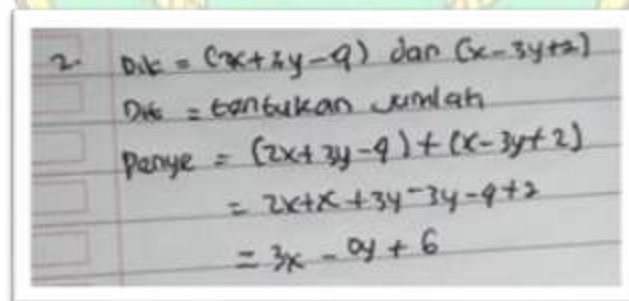 2. Dik = (2x+3y-9) dan (x-3y+2)
Dit = tentukan jumlah
Penye = (2x+3y-9)+(x-3y+2)
= 2x+x+3y-3y-9+2
= 3x - 0y + 6